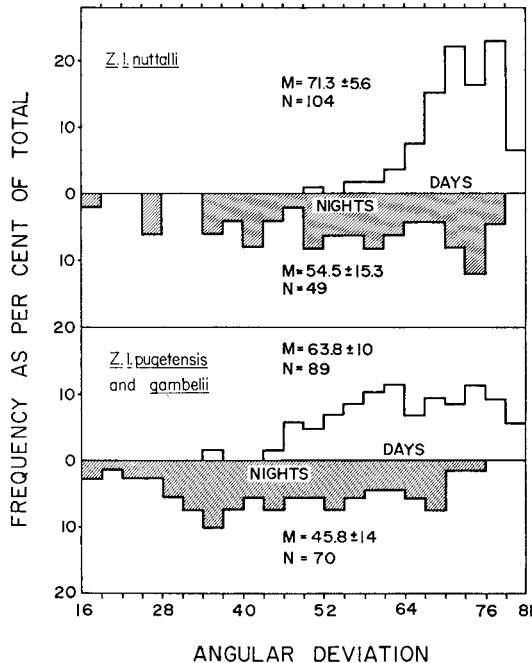 FREQUENCY AS PER CENT OF TOTAL
20
Z. l. nuttalli
M = 71.3 ± 5.6
N = 104
10
DAYS
0
NIGHTS
10
M = 54.5 ± 15.3
N = 49
20
Z. l. pugetensis
and gambelii
M = 63.8 ± 10
N = 89
10
DAYS
0
NIGHTS
10
M = 45.8 ± 14
N = 70
20
16 28 40 52 64 76 81
ANGULAR DEVIATION